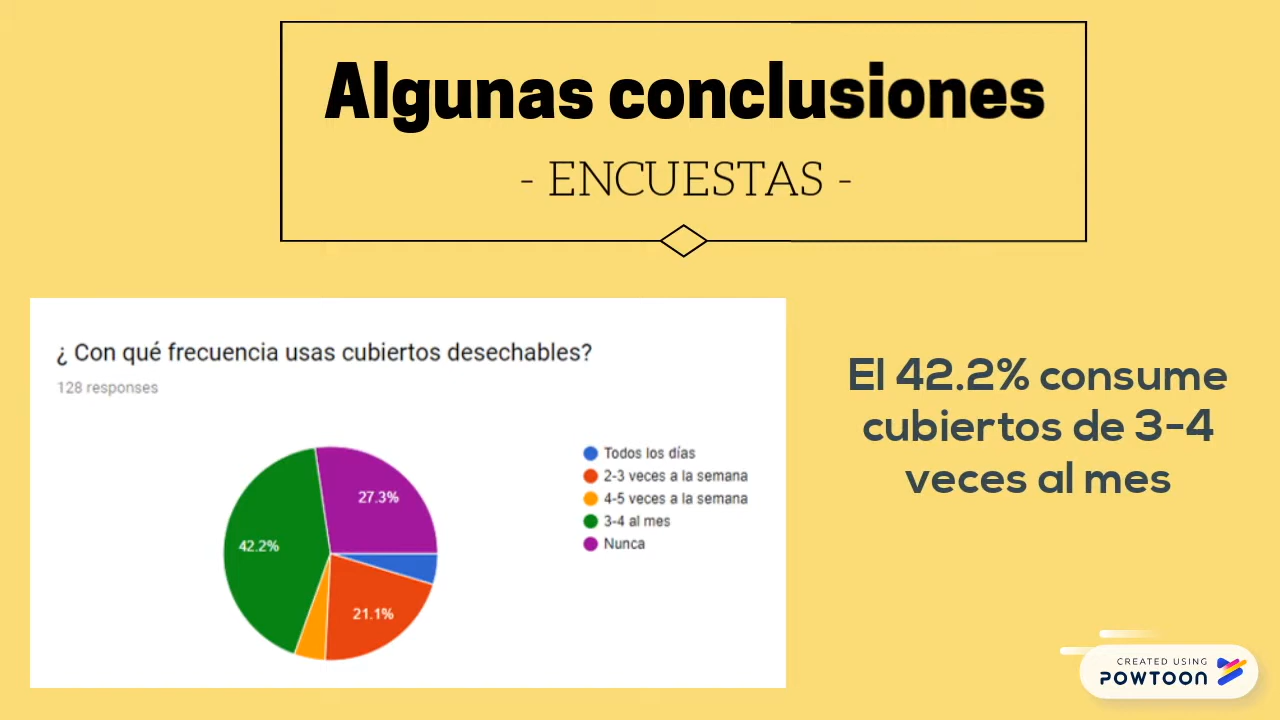 Algunas conclusiones
- ENCUESTAS -
¿ Con qué frecuencia usas cubiertos desechables?
128 responses
27.3%
42.2%
21.1%
Todos los días
2-3 veces a la semana
4-5 veces a la semana
3-4 al mes
Nunca
El 42.2% consume
cubiertos de 3-4
veces al mes
CREATED USING
POWTOON